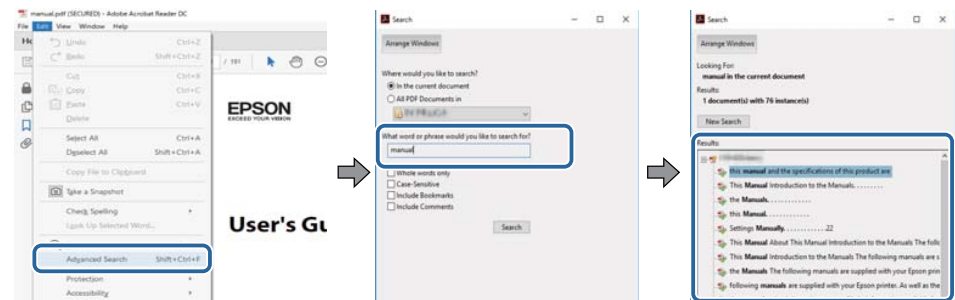 manual.pdf (SECURED) - Adobe Acrobat Reader DC
File Edit View Window Help
Undo Ctrl+Z
Redo Shift+Ctrl+Z
Cut Ctrl+X
Copy Ctrl+C
Paste Ctrl+V
Delete
Select All Ctrl+A
Deselect All Shift+Ctrl+A
Copy File to Clipboard
Take a Snapshot
Check Spelling
Look Up Selected Word...
Advanced Search Shift+Ctrl+F
Protection
Accessibility
/ 191
EPSON
EXCEED YOUR VISION
User's Gu
Search
Arrange Windows
Where would you like to search?
In the current document
All PDF Documents in
What word or phrase would you like to search for?
manual
Whole words only
Case-Sensitive
Include Bookmarks
Include Comments
Search
Search
Arrange Windows
Looking For:
manual in the current document
Results:
1 document(s) with 76 instance(s)
New Search
Results:
this manual and the specifications of this product are
This Manual Introduction to the Manuals. . . . . . . .
the Manuals. . . . . . . . . . . . .
this Manual. . . . . . . . . . . .
Settings Manually. . . . . . . . . . . . 22
This Manual About This Manual Introduction to the Manuals The follo
This Manual Introduction to the Manuals The following manuals are s
the Manuals The following manuals are supplied with your Epson prin
following manuals are supplied with your Epson printer. As well as the